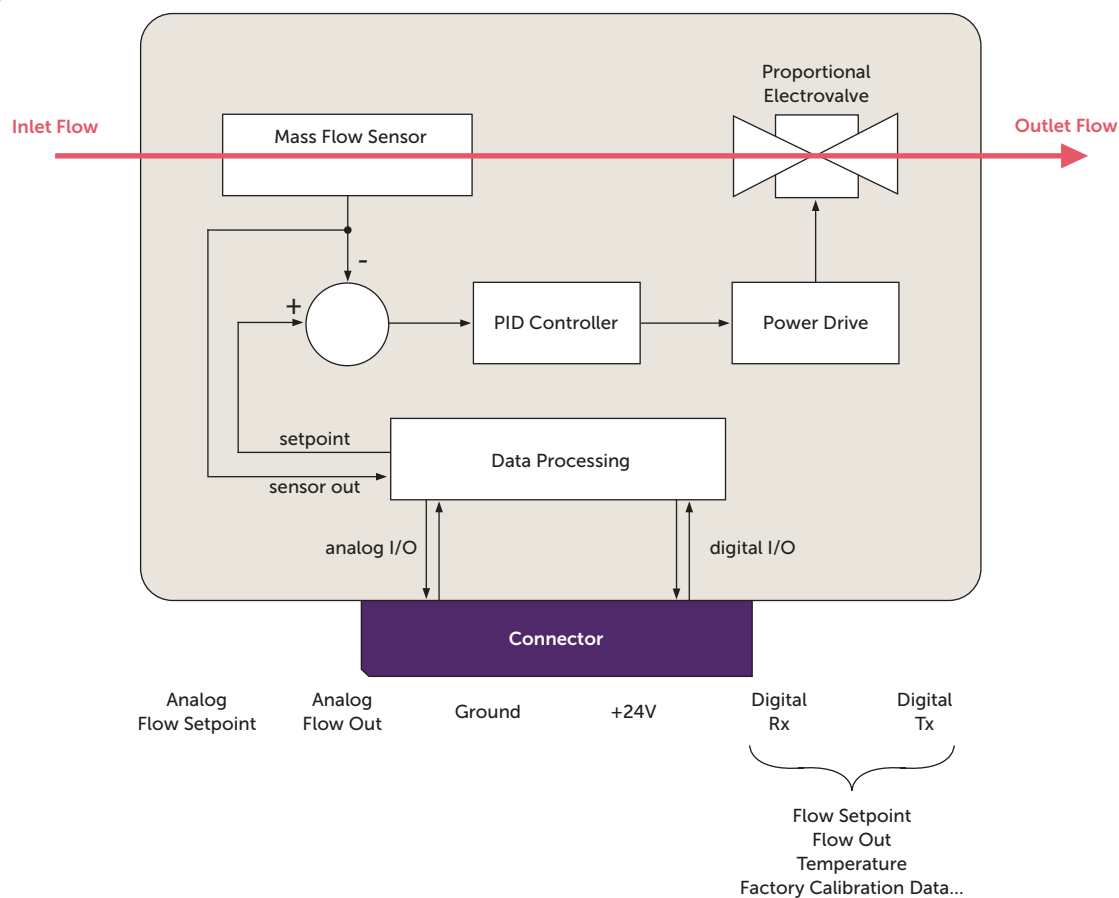 Proportional
Electrovalve
Inlet Flow
Outlet Flow
Mass Flow Sensor
-
+
PID Controller
Power Drive
setpoint
Data Processing
sensor out
analog I/O
digital I/O
Connector
Analog
Flow Setpoint
Analog
Flow Out
Ground
+24V
Digital
Rx
Digital
Tx
Flow Setpoint
Flow Out
Temperature
Factory Calibration Data...